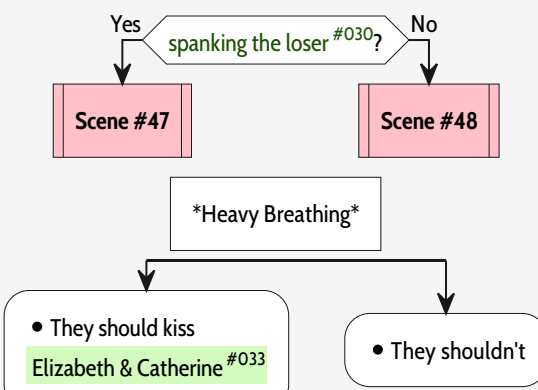 Yes
No
spanking the loser #030?
Scene #47
Scene #48
*Heavy Breathing*
• They should kiss
Elizabeth & Catherine #033
• They shouldn't